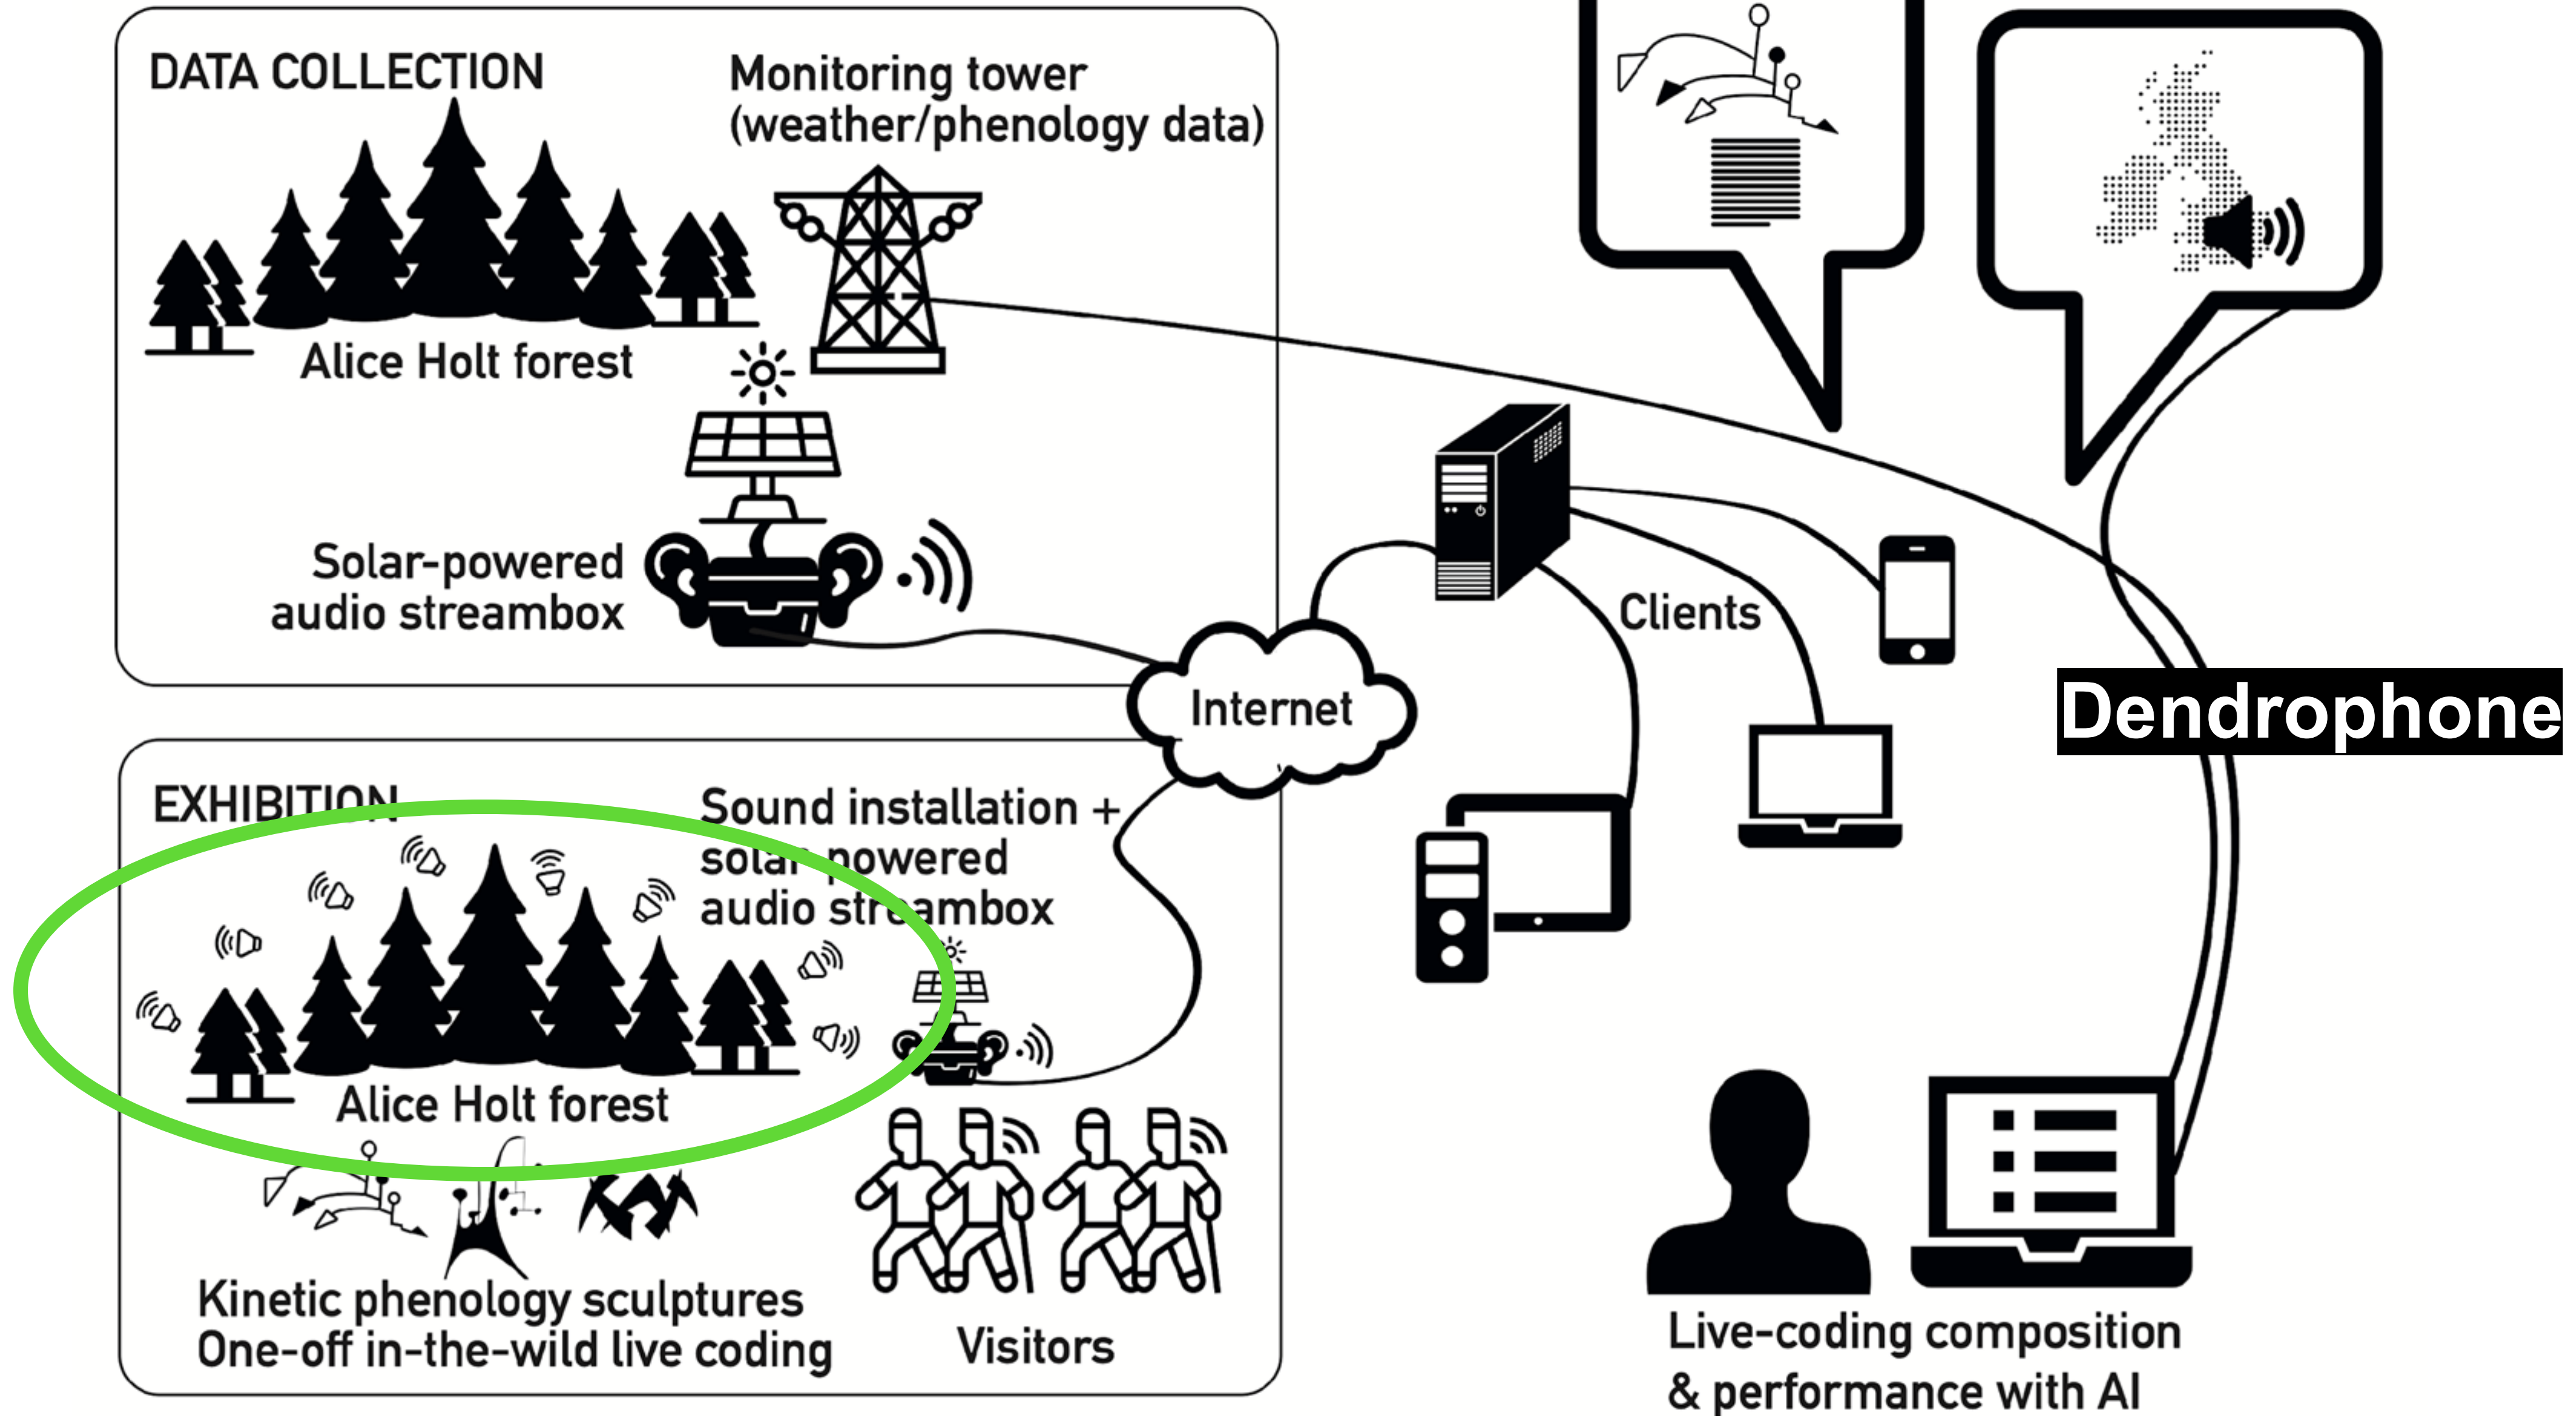 DATA COLLECTION
Monitoring tower
(weather/phenology data)
Alice Holt forest
Solar-powered
audio streambox
Internet
Clients
Dendrophone
EXHIBITION
Sound installation +
solar powered
audio streambox
Alice Holt forest
Kinetic phenology sculptures
One-off in-the-wild live coding
Visitors
Live-coding composition
& performance with AI